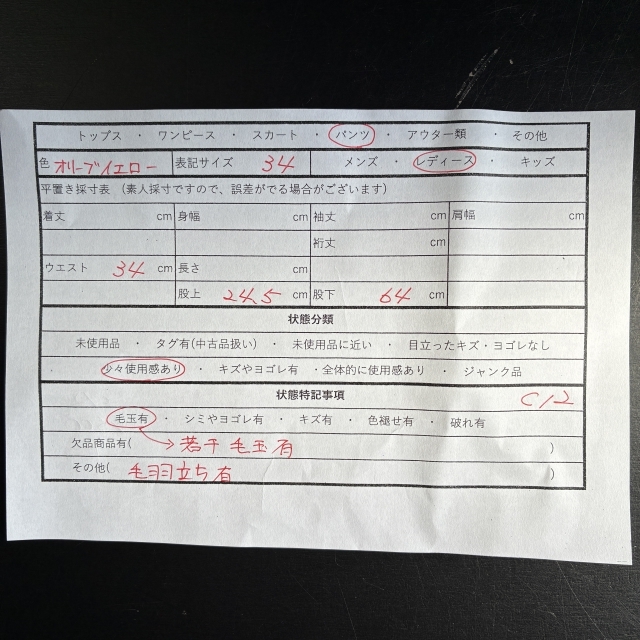 トップス ・ ワンピース ・ スカート ・ パンツ ・ アウター類 ・ その他
色 オリーブイエロー 表記サイズ 34 メンズ ・ レディース ・ キッズ
平置き採寸表 （素人採寸ですので、誤差がでる場合がございます）
着丈 cm 身幅 cm 袖丈 cm 肩幅 cm
裄丈 cm
ウエスト 34 cm 長さ cm
股上 24.5 cm 股下 64 cm
状態分類
未使用品 ・ タグ有(中古品扱い) ・ 未使用品に近い ・ 目立ったキズ・ヨゴレなし
少々使用感あり ・ キズやヨゴレ有 ・全体的に使用感あり ・ ジャンク品
状態特記事項 C12
毛玉有 ・ シミやヨゴレ有 ・ キズ有 ・ 色褪せ有 ・ 破れ有
欠品商品有( → 若干 毛玉 有 )
その他( 毛羽立ち 有 )